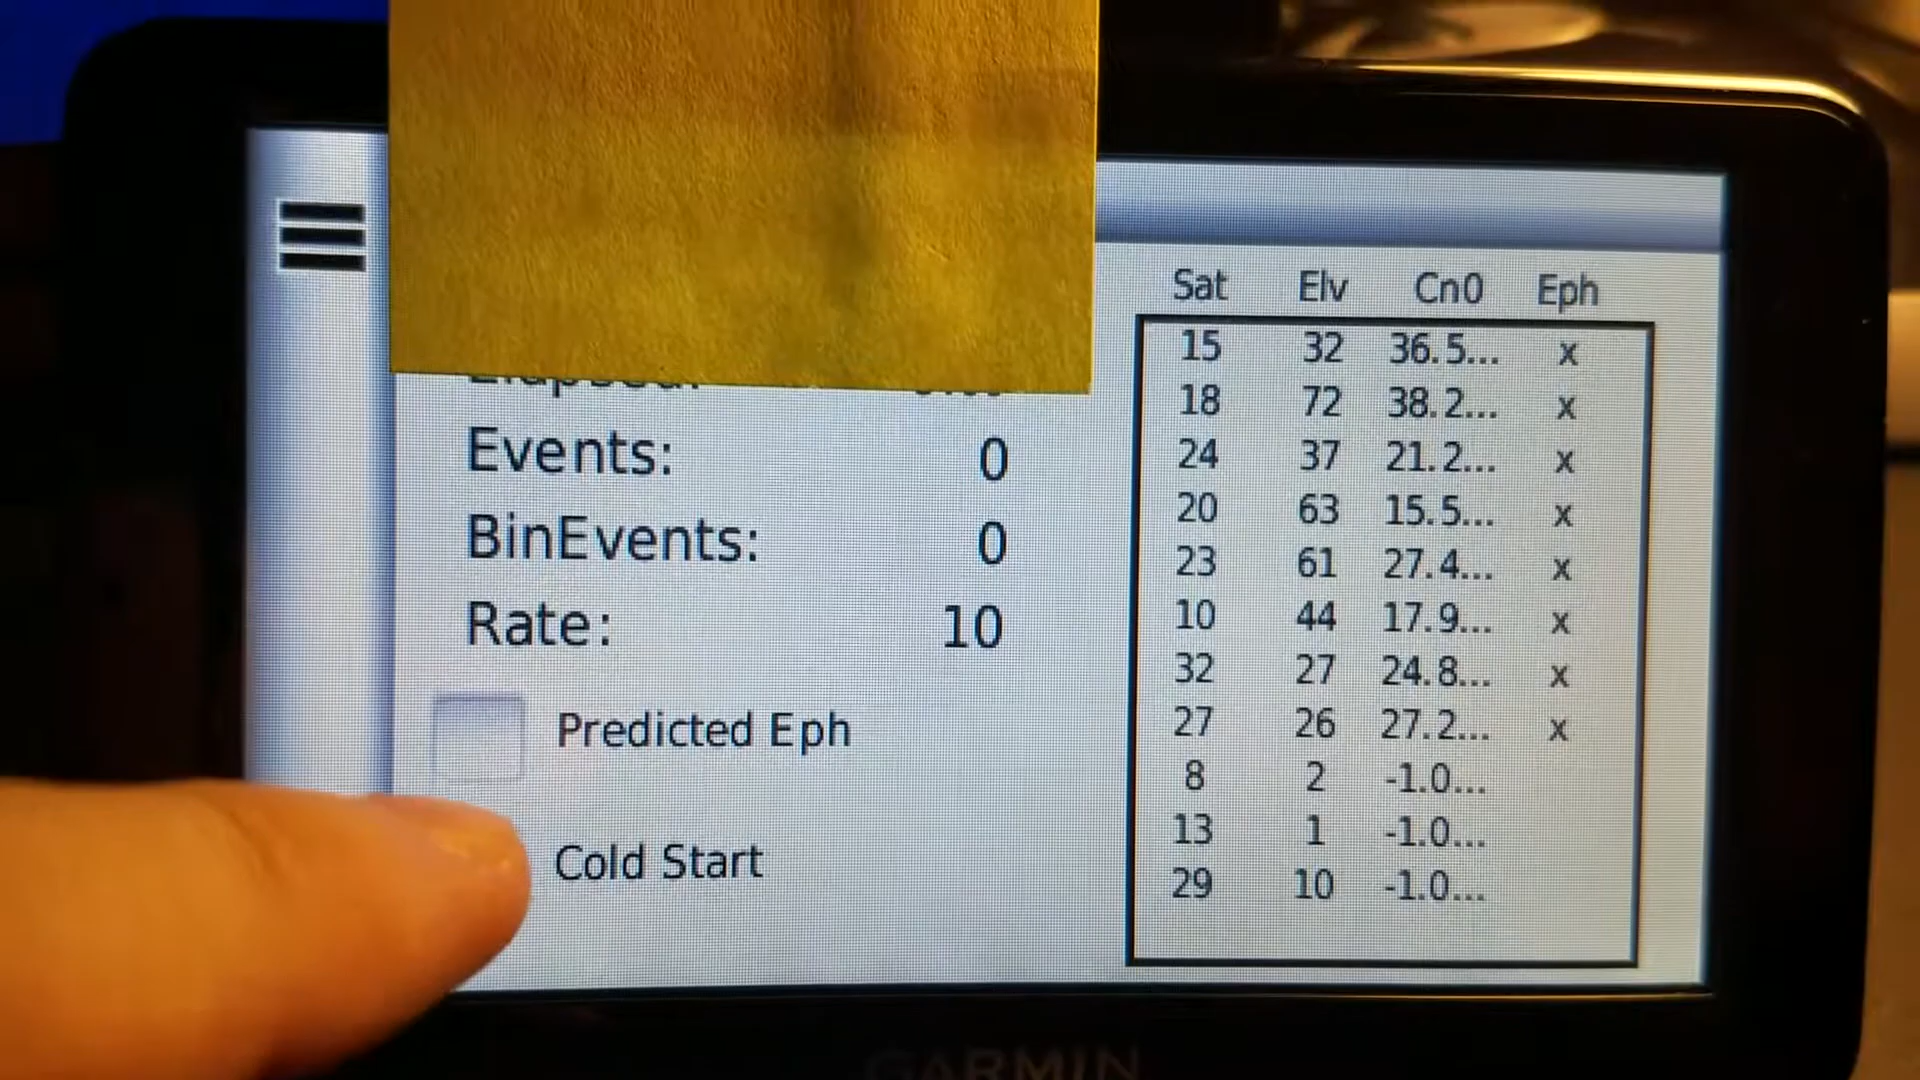 Elapsed:
Events: 0
BinEvents: 0
Rate: 10
Predicted Eph
Cold Start
Sat Elv Cn0 Eph
15 32 36.5... x
18 72 38.2... x
24 37 21.2... x
20 63 15.5... x
23 61 27.4... x
10 44 17.9... x
32 27 24.8... x
27 26 27.2... x
8 2 -1.0...
13 1 -1.0...
29 10 -1.0...
GARMIN